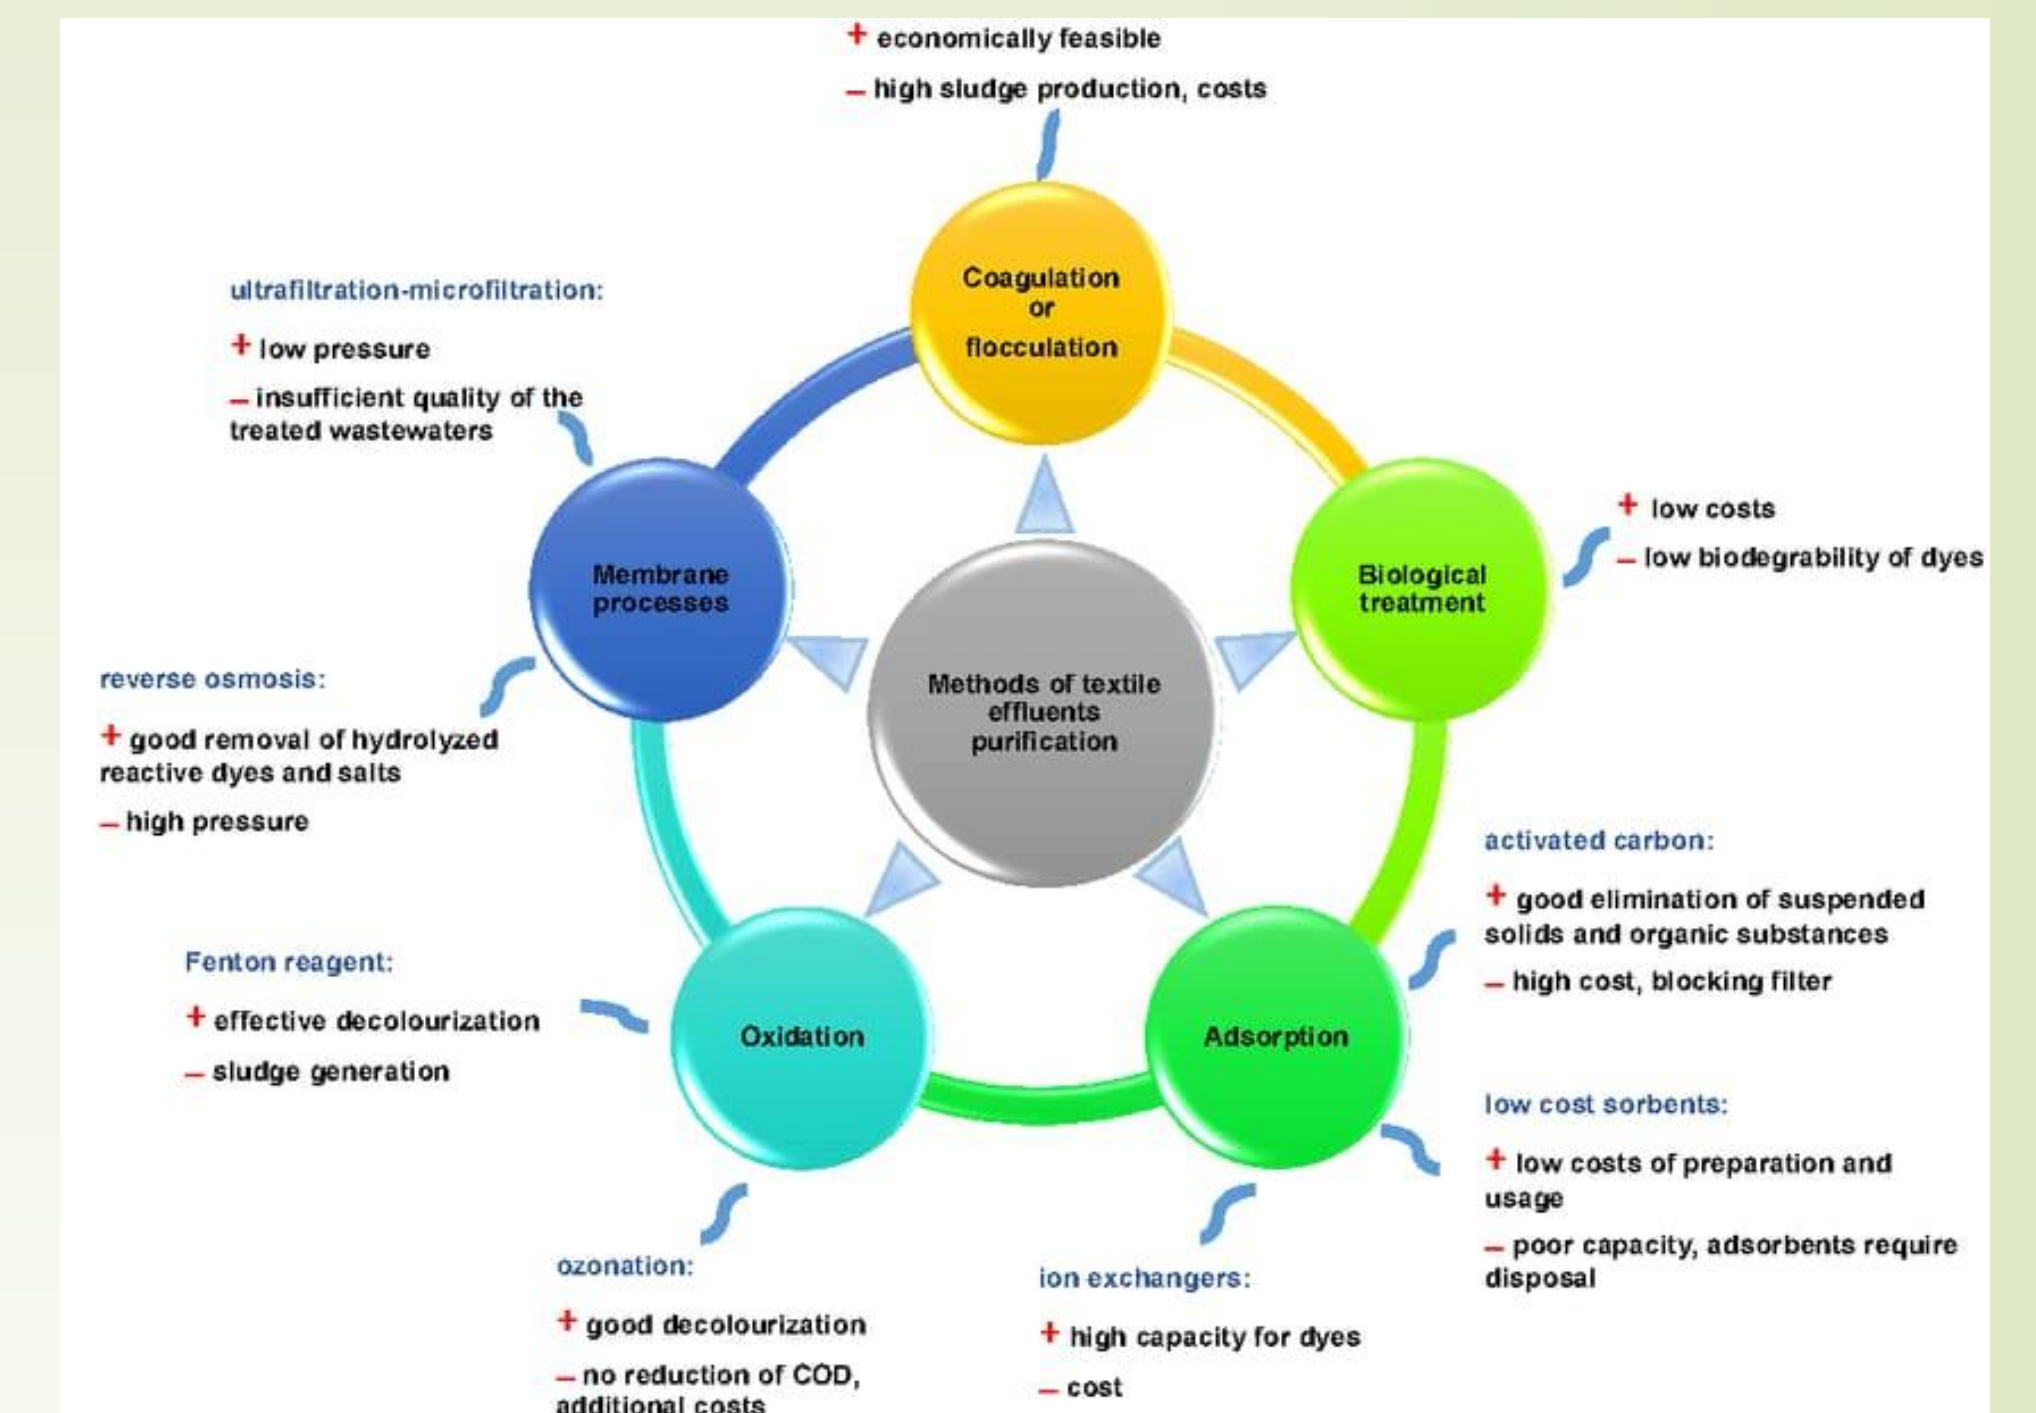 + economically feasible
– high sludge production, costs
Coagulation
or
flocculation
ultrafiltration-microfiltration:
+ low pressure
– insufficient quality of the
treated wastewaters
Membrane
processes
+ low costs
– low biodegrability of dyes
Biological
treatment
Methods of textile
effluents
purification
reverse osmosis:
+ good removal of hydrolyzed
reactive dyes and salts
– high pressure
activated carbon:
+ good elimination of suspended
solids and organic substances
– high cost, blocking filter
Fenton reagent:
+ effective decolourization
– sludge generation
Oxidation
Adsorption
low cost sorbents:
+ low costs of preparation and
usage
– poor capacity, adsorbents require
disposal
ozonation:
+ good decolourization
– no reduction of COD,
additional costs
ion exchangers:
+ high capacity for dyes
– cost